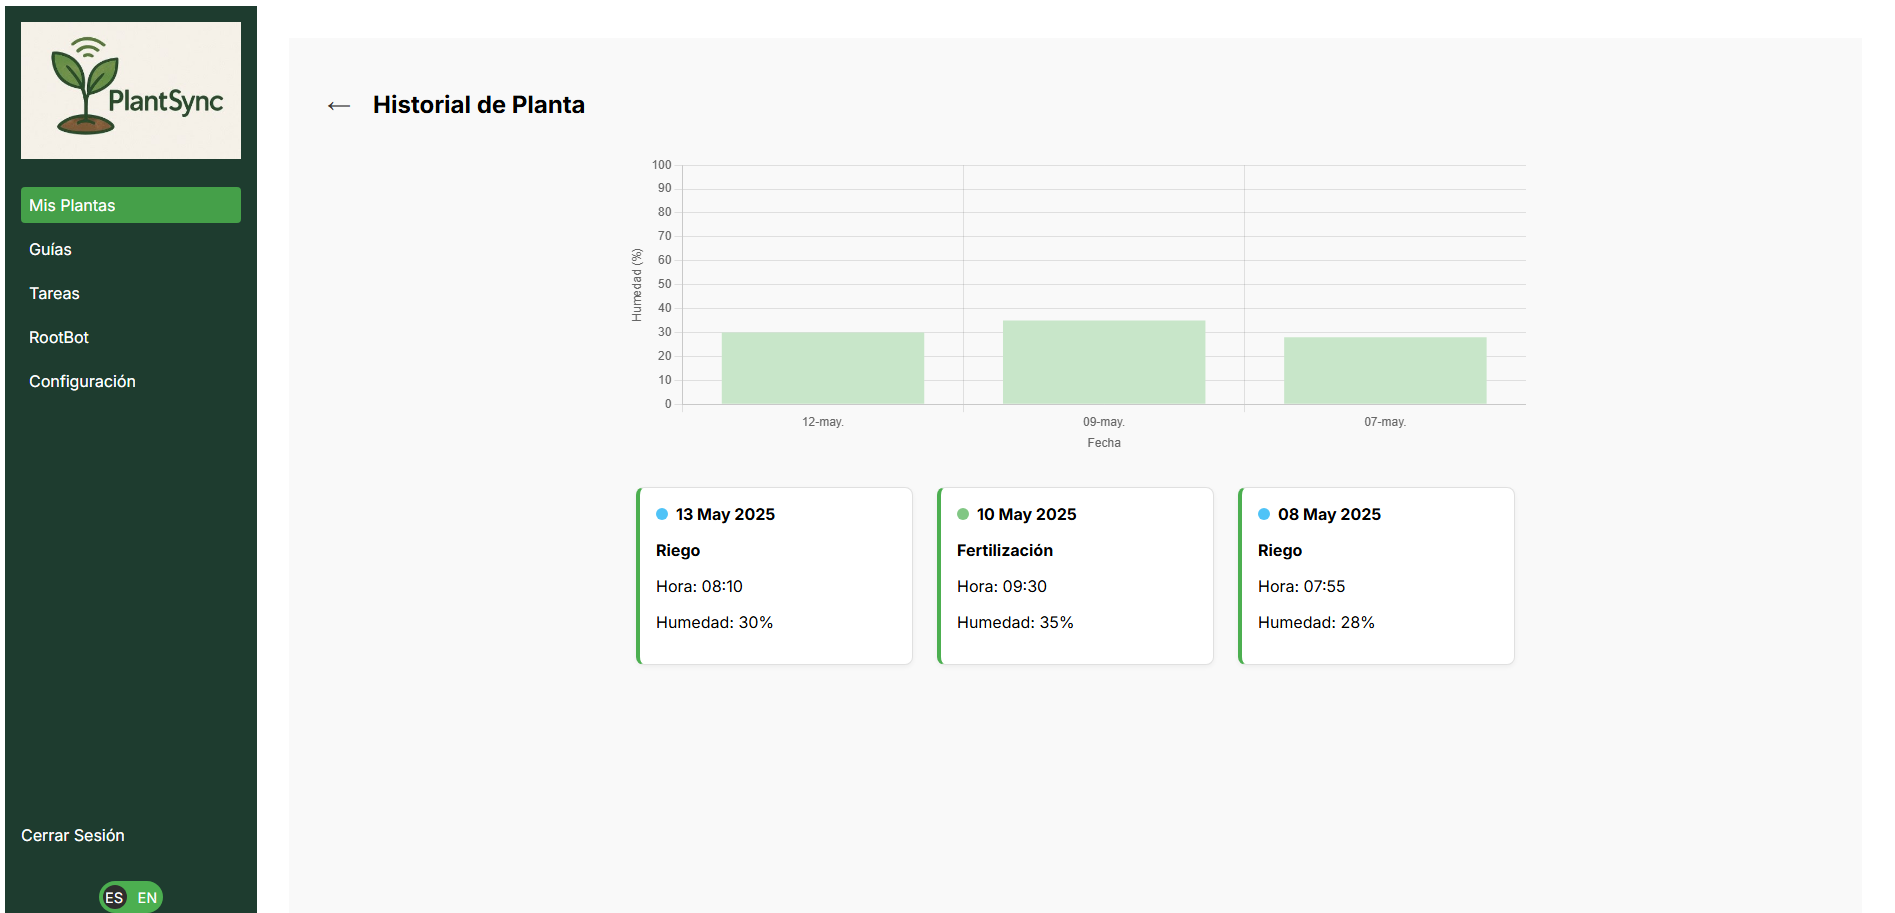 PlantSync
Mis Plantas
Guías
Tareas
RootBot
Configuración
Cerrar Sesión
ES EN
Historial de Planta
Humedad (%)
100
90
80
70
60
50
40
30
20
10
0
12-may. 09-may. 07-may.
Fecha
13 May 2025
Riego
Hora: 08:10
Humedad: 30%
10 May 2025
Fertilización
Hora: 09:30
Humedad: 35%
08 May 2025
Riego
Hora: 07:55
Humedad: 28%